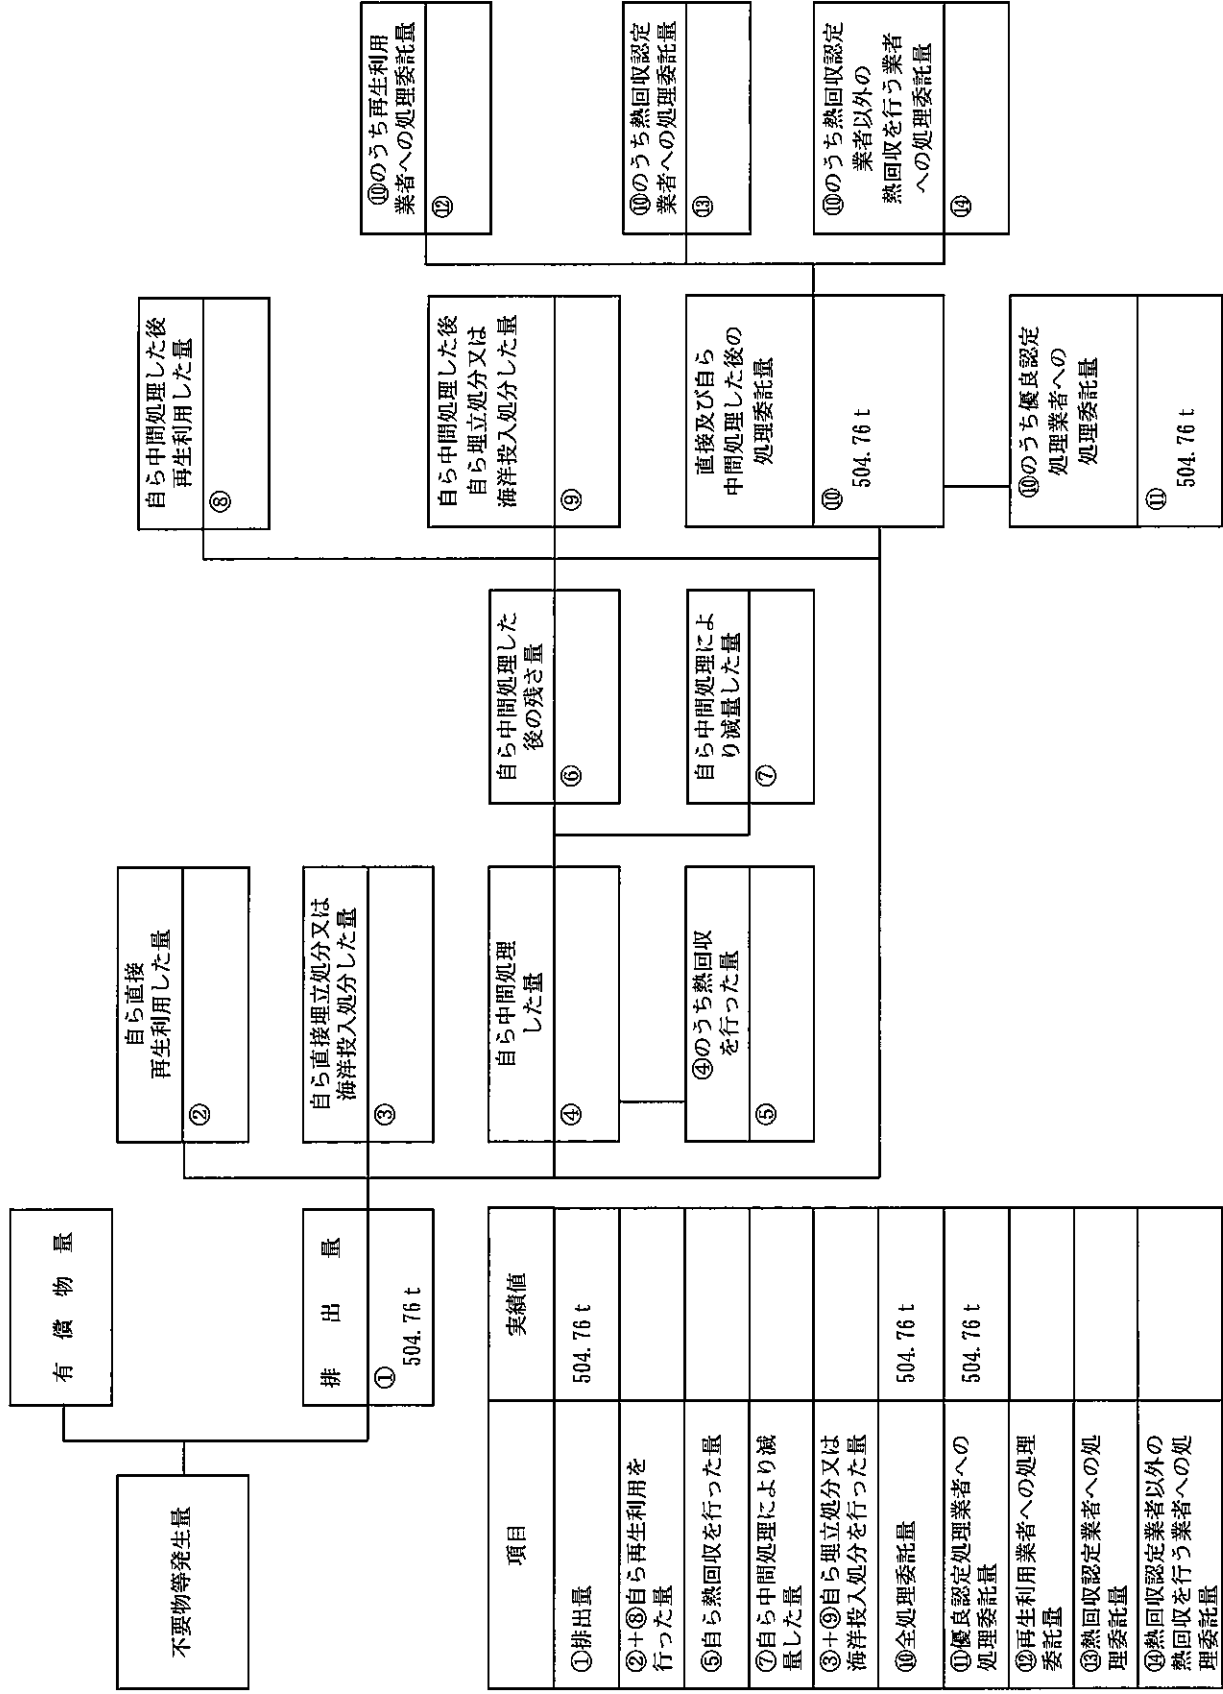 不要物等発生量
有償物量
排出量
①
504.76 t
自ら直接
再生利用した量
②
自ら直接埋立処分又は
海洋投入処分した量
③
自ら中間処理
した量
④
④のうち熱回収
を行った量
⑤
自ら中間処理した
後の残さ量
⑥
自ら中間処理によ
り減量した量
⑦
自ら中間処理した後
再生利用した量
⑧
自ら中間処理した後
自ら埋立処分又は
海洋投入処分した量
⑨
直接及び自ら
中間処理した後の
処理委託量
⑩
504.76 t
⑩のうち優良認定
処理業者への
処理委託量
⑪
504.76 t
⑩のうち再生利用
業者への処理委託量
⑫
⑩のうち熱回収認定
業者への処理委託量
⑬
⑩のうち熱回収認定
業者以外の
熱回収を行う業者
への処理委託量
⑭
項目
実績値
①排出量
504.76 t
②+⑧自ら再生利用を
行った量
⑤自ら熱回収を行った量
⑦自ら中間処理により減
量した量
③+⑨自ら埋立処分又は
海洋投入処分を行った量
⑩全処理委託量
504.76 t
⑪優良認定処理業者への
処理委託量
504.76 t
⑫再生利用業者への処理
委託量
⑬熱回収認定業者への処
理委託量
⑭熱回収認定業者以外の
熱回収を行う業者への処
理委託量